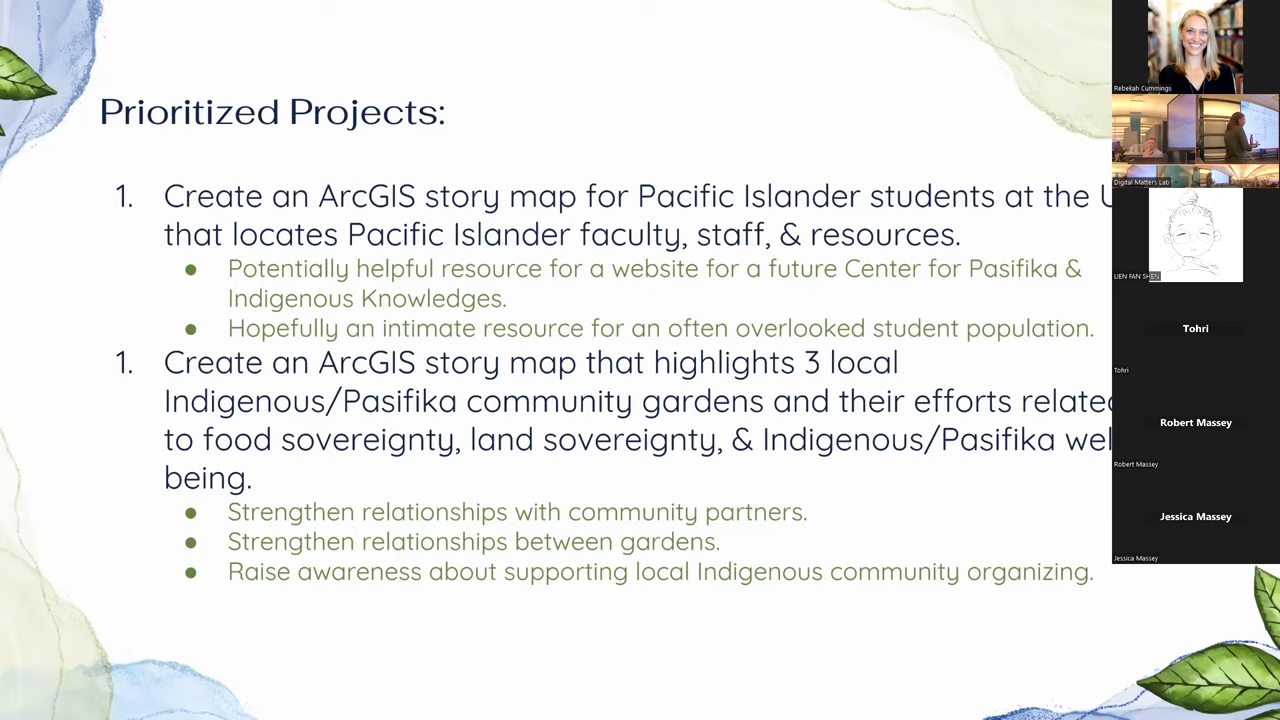 Prioritized Projects:
1. Create an ArcGIS story map for Pacific Islander students at the U
that locates Pacific Islander faculty, staff, & resources.
● Potentially helpful resource for a website for a future Center for Pasifika &
Indigenous Knowledges.
● Hopefully an intimate resource for an often overlooked student population.
1. Create an ArcGIS story map that highlights 3 local
Indigenous/Pasifika community gardens and their efforts related
to food sovereignty, land sovereignty, & Indigenous/Pasifika wel
being.
● Strengthen relationships with community partners.
● Strengthen relationships between gardens.
● Raise awareness about supporting local Indigenous community organizing.
Rebekah Cummings
Digital Matters Lab
LIEN FAN SHEN
Tohri
Tohri
Robert Massey
Robert Massey
Jessica Massey
Jessica Massey